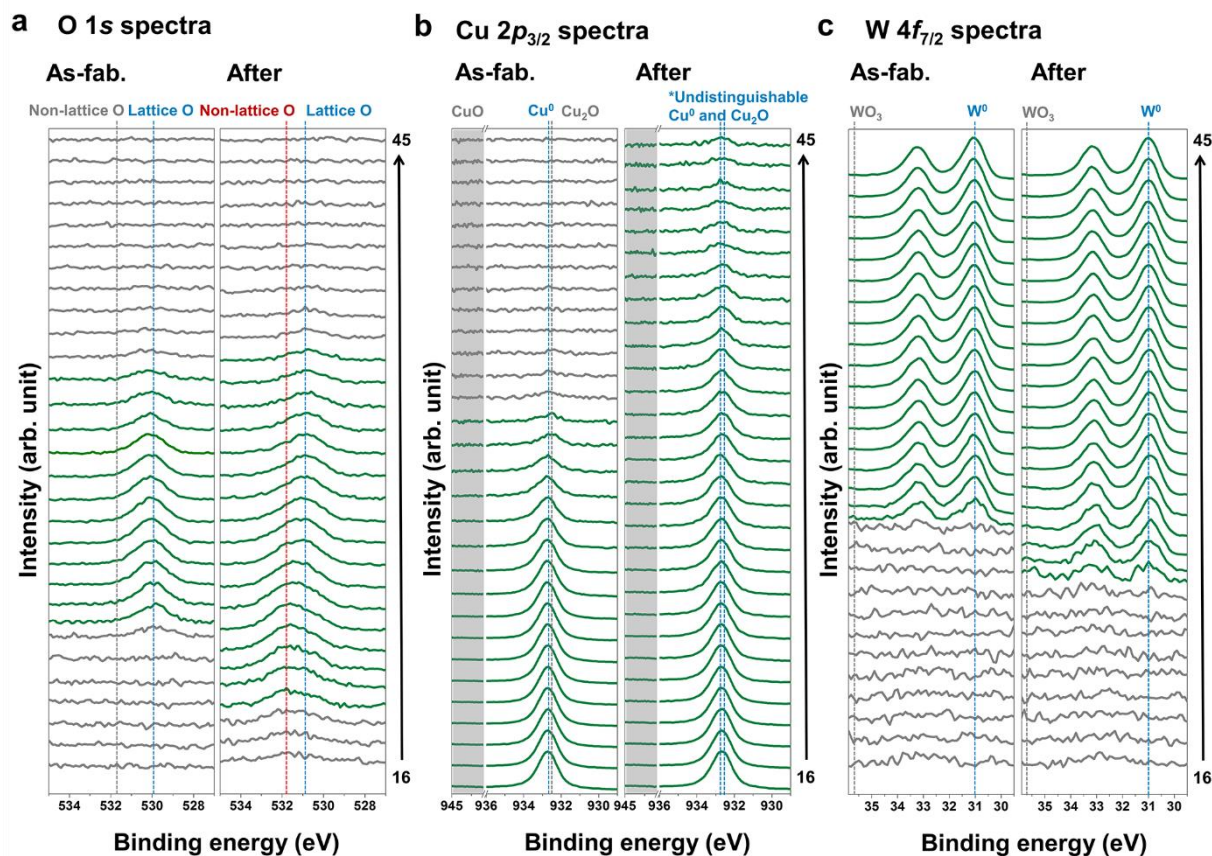 a O 1s spectra
As-fab. After
Non-lattice O Lattice O Non-lattice O Lattice O
45
16
534 532 530 528 534 532 530 528
Intensity (arb. unit)
Binding energy (eV)
b Cu 2p3/2 spectra
As-fab. After
CuO Cu⁰ Cu₂O
*Undistinguishable
Cu⁰ and Cu₂O
45
16
945 936 934 932 930 945 936 934 932 930
Intensity (arb. unit)
Binding energy (eV)
c W 4f7/2 spectra
As-fab. After
WO₃ W⁰ WO₃ W⁰
45
16
35 34 33 32 31 30 35 34 33 32 31 30
Intensity (arb. unit)
Binding energy (eV)